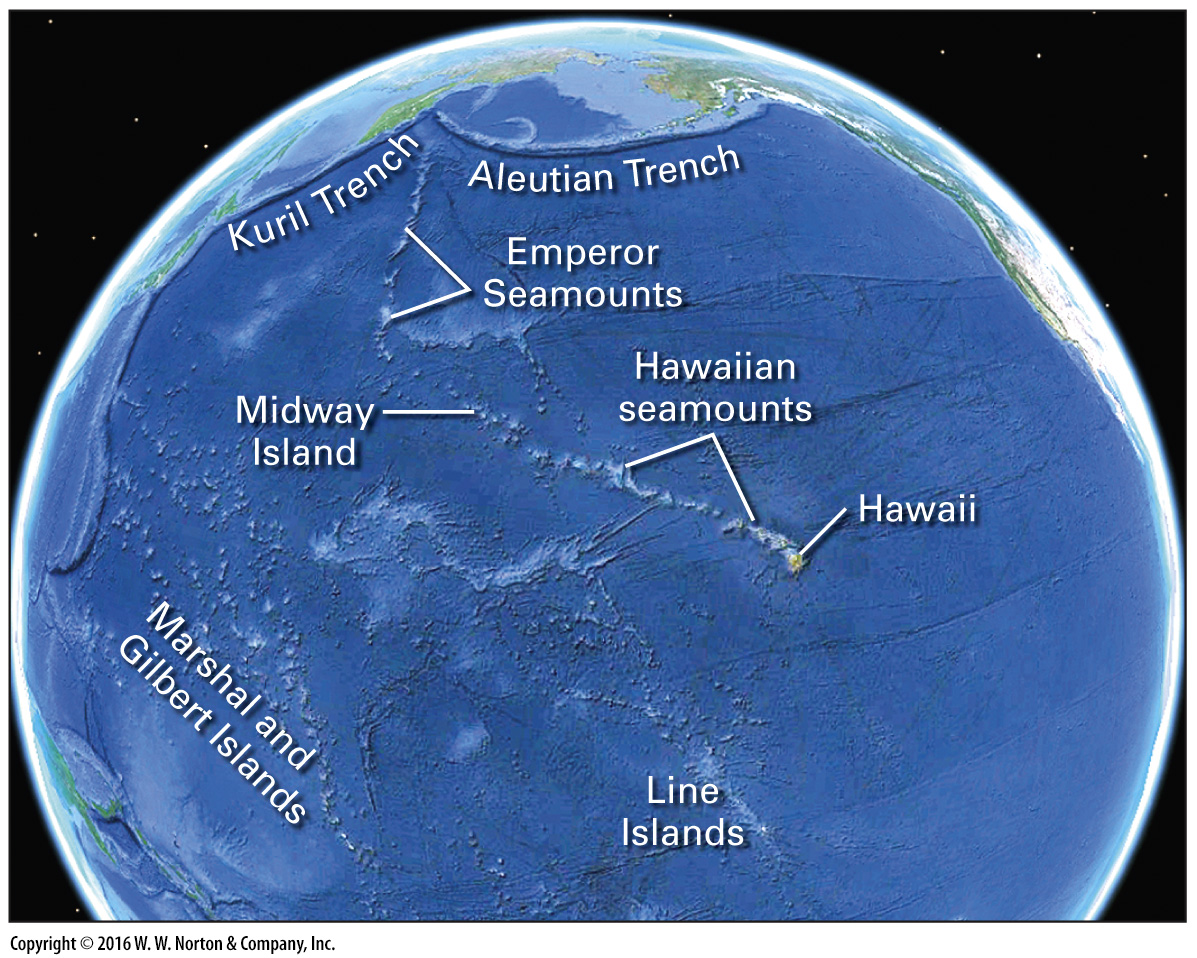 Kuril Trench
Aleutian Trench
Emperor
Seamounts
Hawaiian
seamounts
Midway
Island
Hawaii
Marshal and
Gilbert Islands
Line
Islands
Copyright © 2016 W. W. Norton & Company, Inc.